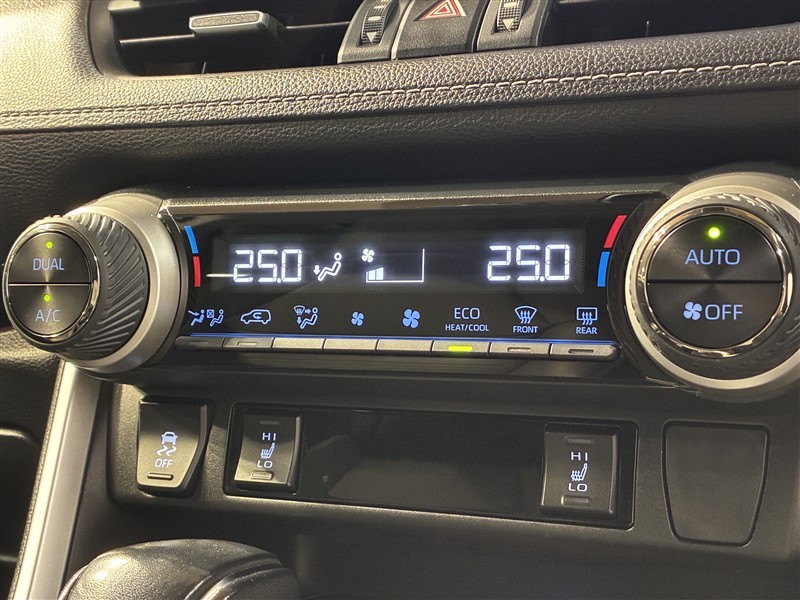 DUAL
A/C
25.0
25.0
AUTO
OFF
ECO
HEAT/COOL
FRONT
REAR
OFF
HI
LO
HI
LO